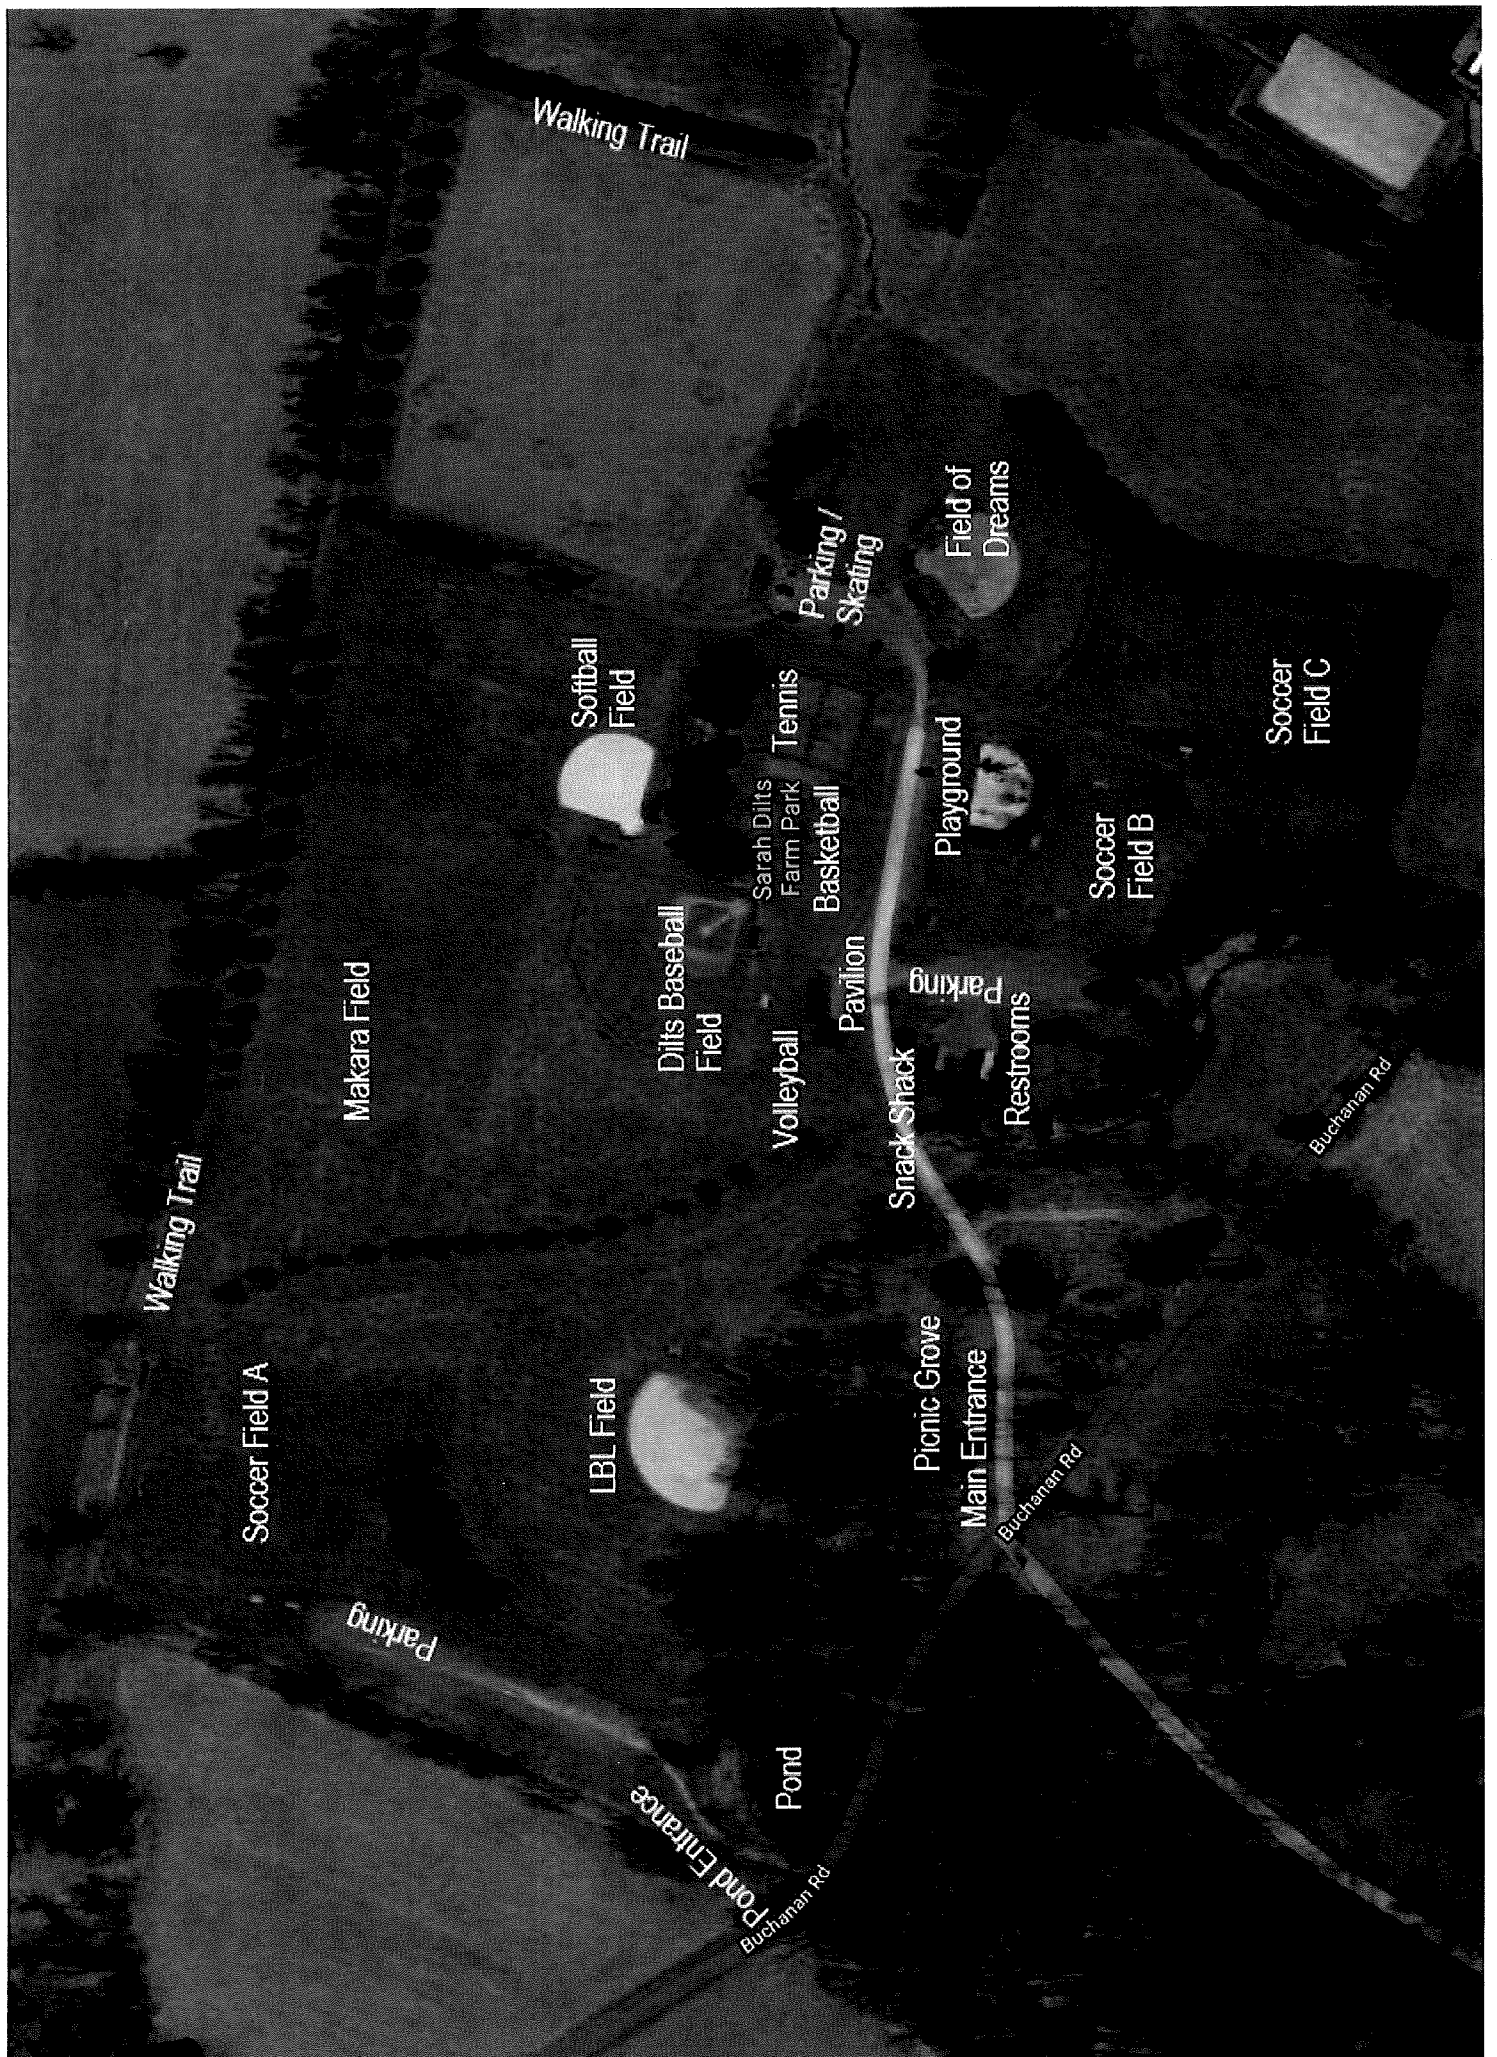 Walking Trail
Parking /
Skating
Field of
Dreams
Softball
Field
Tennis
Sarah Dilts
Farm Park
Basketball
Playground
Soccer
Field C
Soccer
Field B
Makara Field
Dilts Baseball
Field
Volleyball
Pavilion
Parking
Snack Shack
Restrooms
Buchanan Rd
Walking Trail
Soccer Field A
LBL Field
Picnic Grove
Main Entrance
Buchanan Rd
Parking
Pond
Pond Entrance
Buchanan Rd